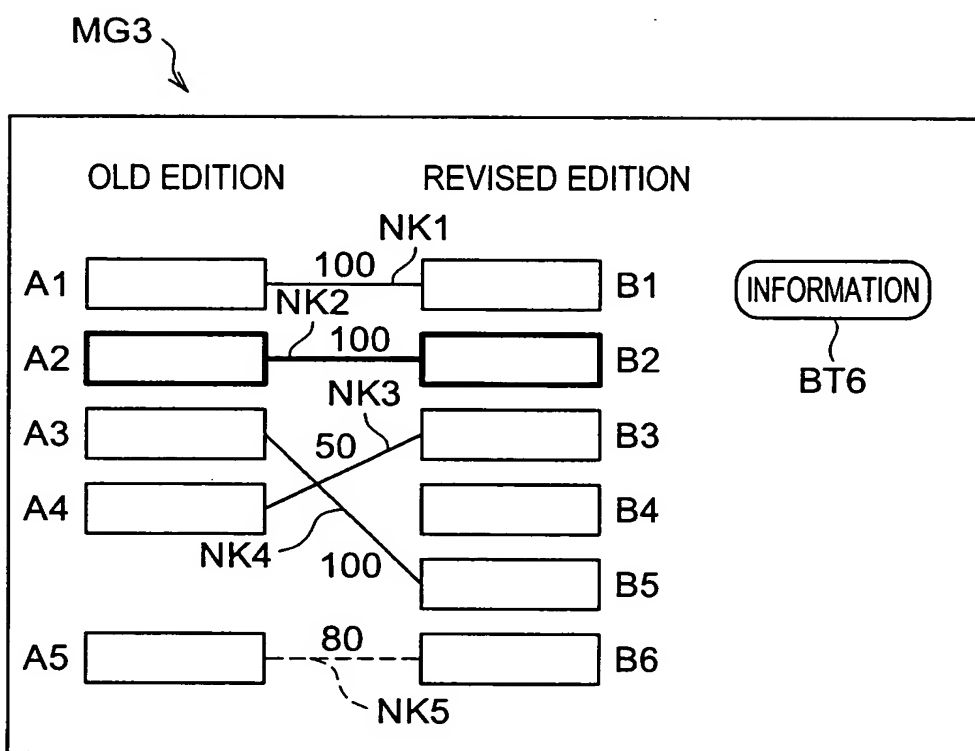 MG3
OLD EDITION REVISED EDITION
NK1
A1 100 B1 INFORMATION
NK2
A2 100 B2
BT6
NK3
A3 50 B3
A4 B4
NK4 100 B5
A5 80 B6
NK5